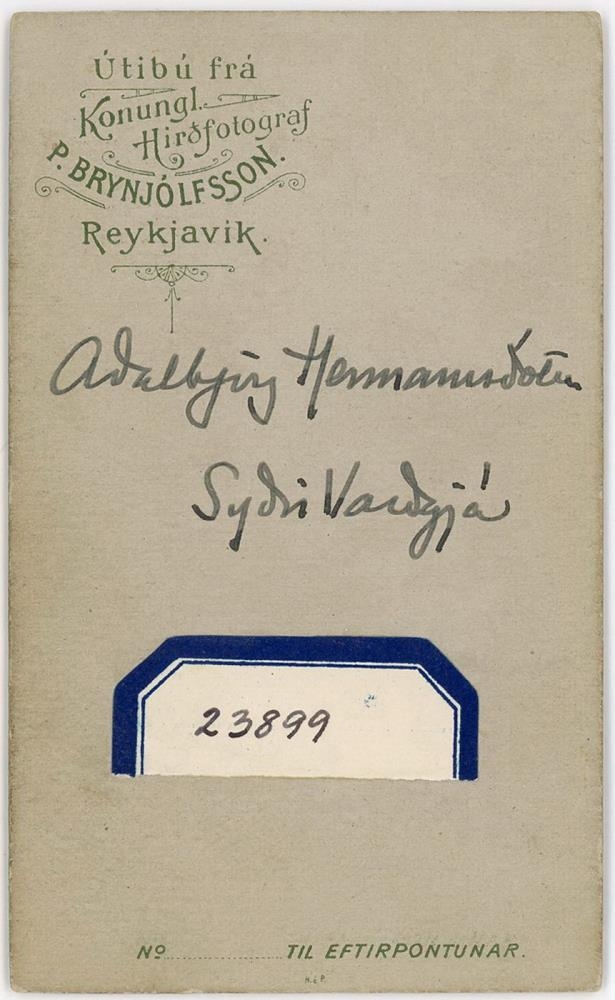 Útibú frá
Konungl.
Hirðfotograf
P. BRYNJÓLFSSON.
Reykjavik.
Aðalbjörg Hermannsdóttir
Syðri Varðgjá
23899
Nº.................... TIL EFTIRPONTUNAR.
H.&P.